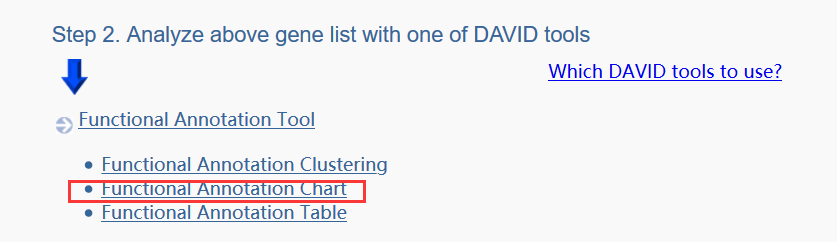 Step 2. Analyze above gene list with one of DAVID tools
Which DAVID tools to use?
Functional Annotation Tool
Functional Annotation Clustering
Functional Annotation Chart
Functional Annotation Table